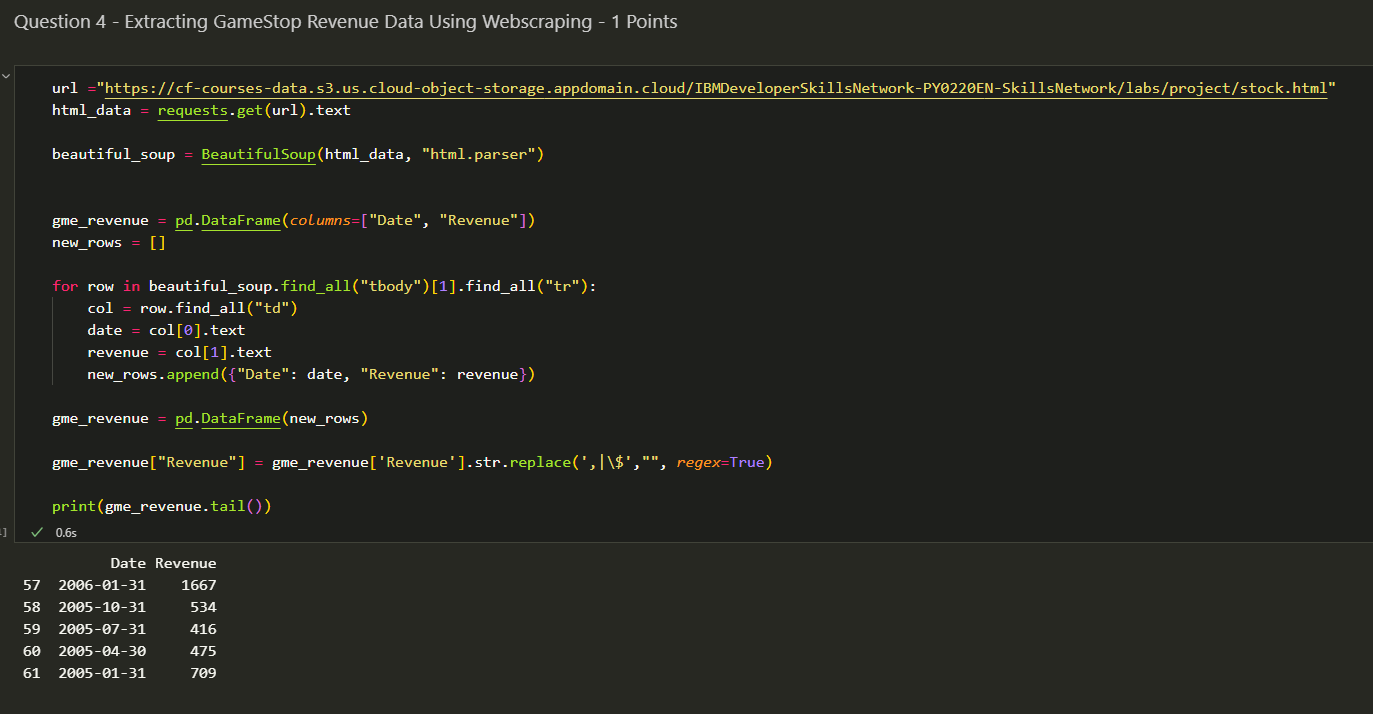 Question 4 - Extracting GameStop Revenue Data Using Webscraping - 1 Points
url ="https://cf-courses-data.s3.us.cloud-object-storage.appdomain.cloud/IBMDeveloperSkillsNetwork-PY0220EN-SkillsNetwork/labs/project/stock.html"
html_data = requests.get(url).text
beautiful_soup = BeautifulSoup(html_data, "html.parser")
gme_revenue = pd.DataFrame(columns=["Date", "Revenue"])
new_rows = []
for row in beautiful_soup.find_all("tbody")[1].find_all("tr"):
    col = row.find_all("td")
    date = col[0].text
    revenue = col[1].text
    new_rows.append({"Date": date, "Revenue": revenue})
gme_revenue = pd.DataFrame(new_rows)
gme_revenue["Revenue"] = gme_revenue['Revenue'].str.replace(',|\$',"", regex=True)
print(gme_revenue.tail())
0.6s
Date Revenue
57 2006-01-31 1667
58 2005-10-31 534
59 2005-07-31 416
60 2005-04-30 475
61 2005-01-31 709